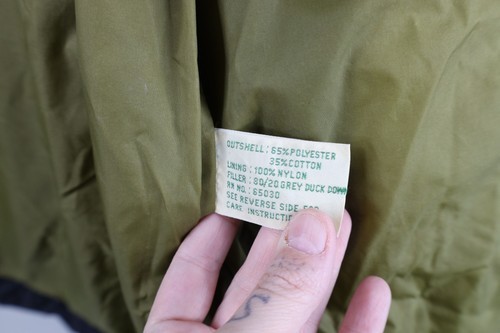 OUTSHELL: 65% POLYESTER
35% COTTON
LINING: 100% NYLON
FILLER: 80/20 GREY DUCK DOWN
RN NO.: 65030
SEE REVERSE SIDE FOR
CARE INSTRUCTIO